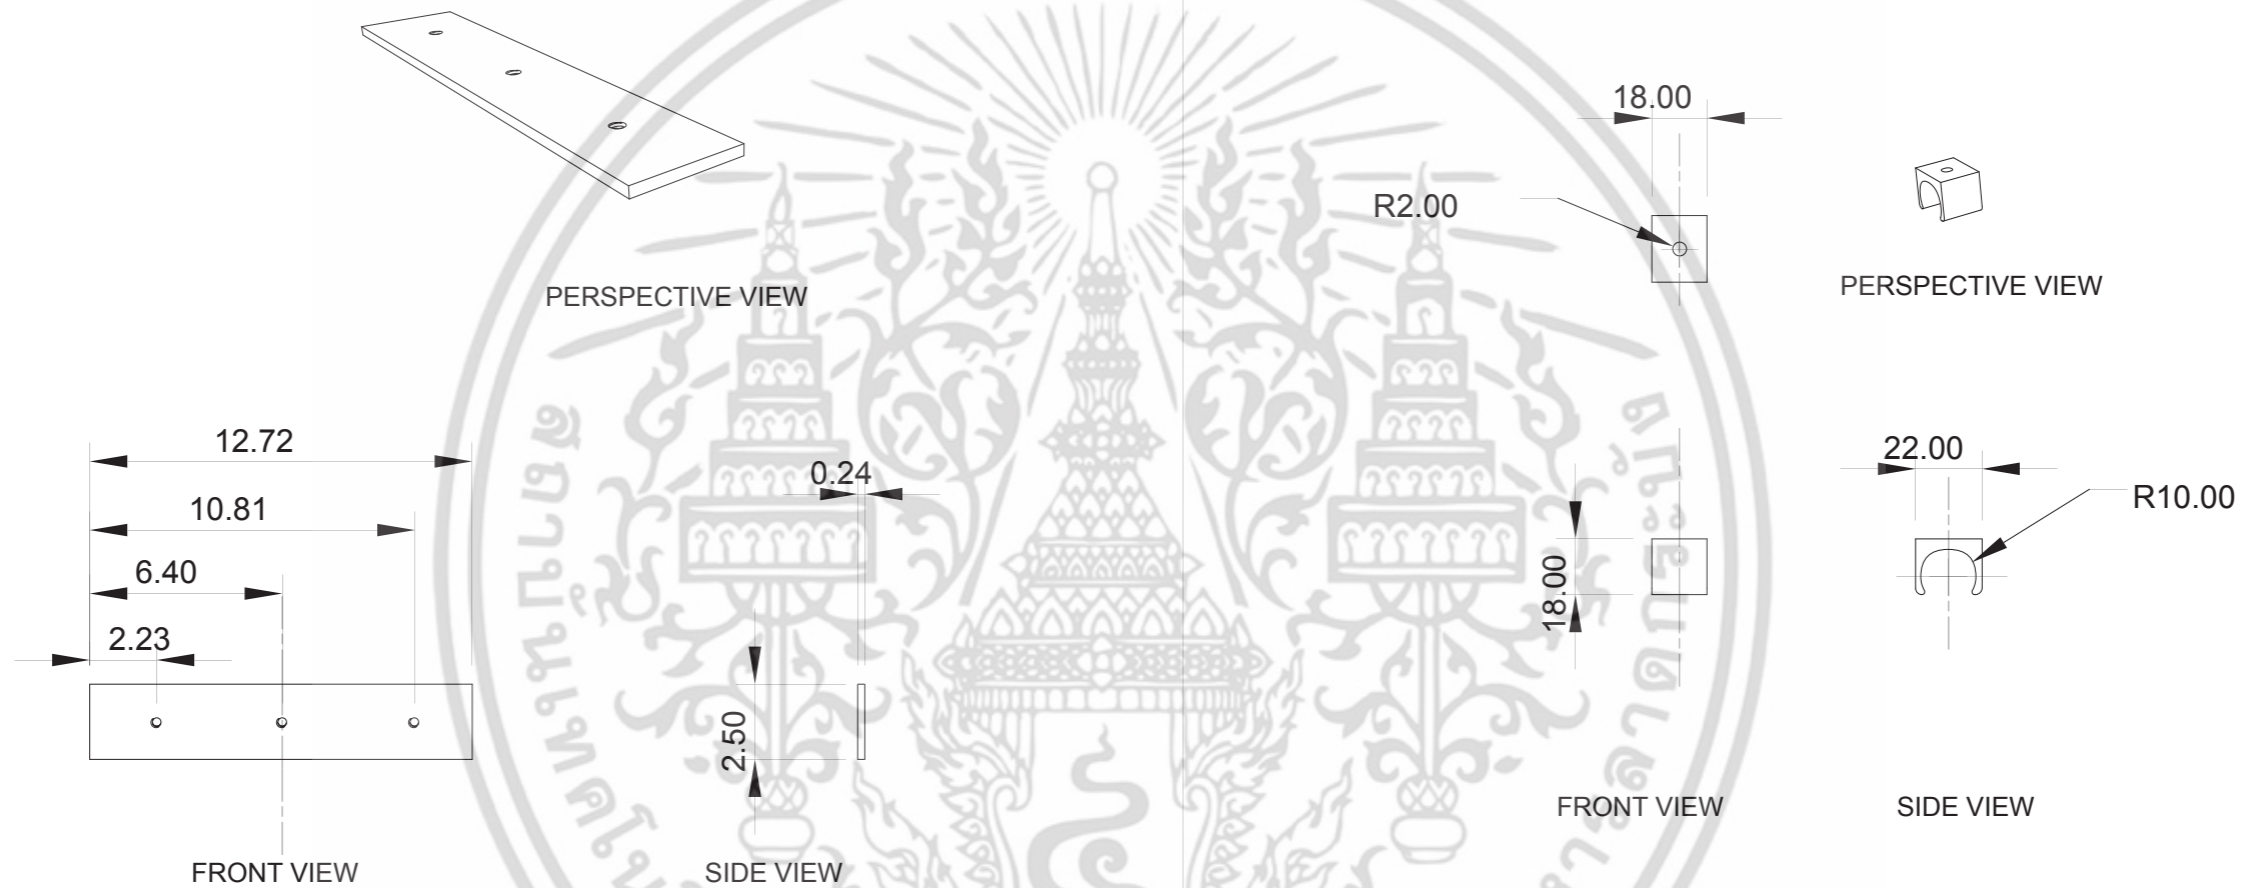 PERSPECTIVE VIEW
12.72
10.81
6.40
2.23
FRONT VIEW
0.24
2.50
SIDE VIEW
18.00
R2.00
PERSPECTIVE VIEW
18.00
FRONT VIEW
22.00
R10.00
SIDE VIEW